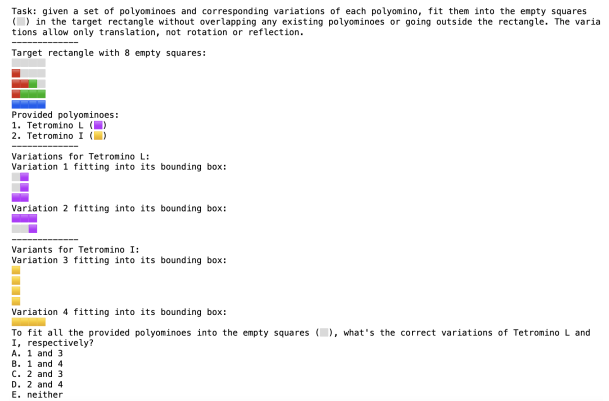 Task: given a set of polyominoes and corresponding variations of each polyomino, fit them into the empty squares
(⬜) in the target rectangle without overlapping any existing polyominoes or going outside the rectangle. The varia
tions allow only translation, not rotation or reflection.
-------------
Target rectangle with 8 empty squares:
Provided polyominoes:
1. Tetromino L (🟪)
2. Tetromino I (🟨)
-------------
Variations for Tetromino L:
Variation 1 fitting into its bounding box:
Variation 2 fitting into its bounding box:
-------------
Variants for Tetromino I:
Variation 3 fitting into its bounding box:
Variation 4 fitting into its bounding box:
To fit all the provided polyominoes into the empty squares (⬜), what's the correct variations of Tetromino L and
I, respectively?
A. 1 and 3
B. 1 and 4
C. 2 and 3
D. 2 and 4
E. neither